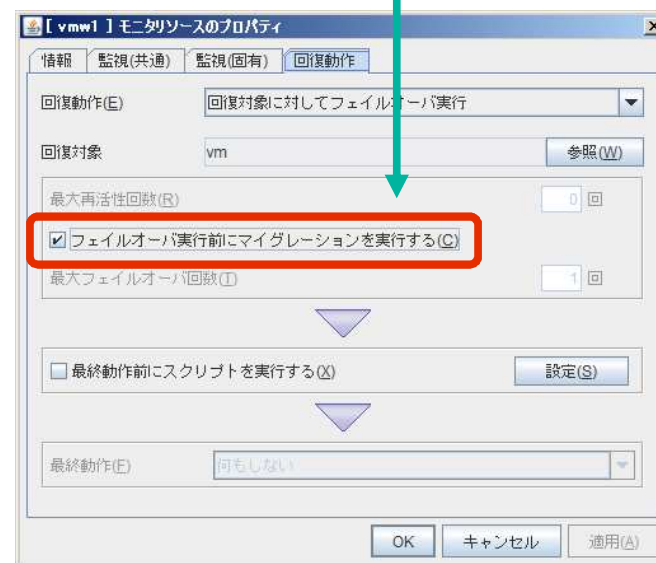 [ vmw1 ] モニタリソースのプロパティ
情報 監視(共通) 監視(固有) 回復動作
回復動作(E) 回復対象に対してフェイルオーバ実行
回復対象 vm 参照(W)
最大再活性回数(R) 0 回
フェイルオーバ実行前にマイグレーションを実行する(C)
最大フェイルオーバ回数(T) 1 回
最終動作前にスクリプトを実行する(X) 設定(S)
最終動作(F) 何もしない
OK キャンセル 適用(A)